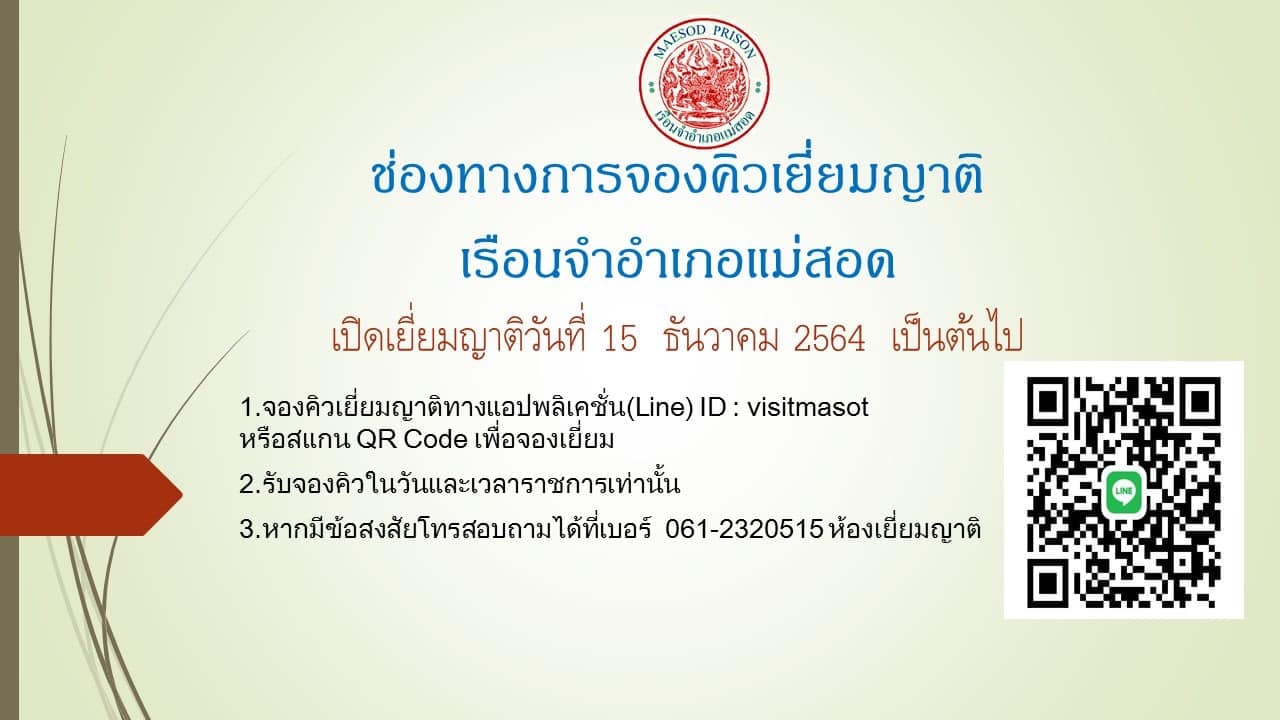 MAESOD PRISON
เรือนจำอำเภอแม่สอด
ช่องทางการจองคิวเยี่ยมญาติ
เรือนจำอำเภอแม่สอด
เปิดเยี่ยมญาติวันที่ 15 ธันวาคม 2564 เป็นต้นไป
1.จองคิวเยี่ยมญาติทางแอปพลิเคชั่น(Line) ID : visitmasot
หรือสแกน QR Code เพื่อจองเยี่ยม
2.รับจองคิวในวันและเวลาราชการเท่านั้น
3.หากมีข้อสงสัยโทรสอบถามได้ที่เบอร์ 061-2320515 ห้องเยี่ยมญาติ
LINE